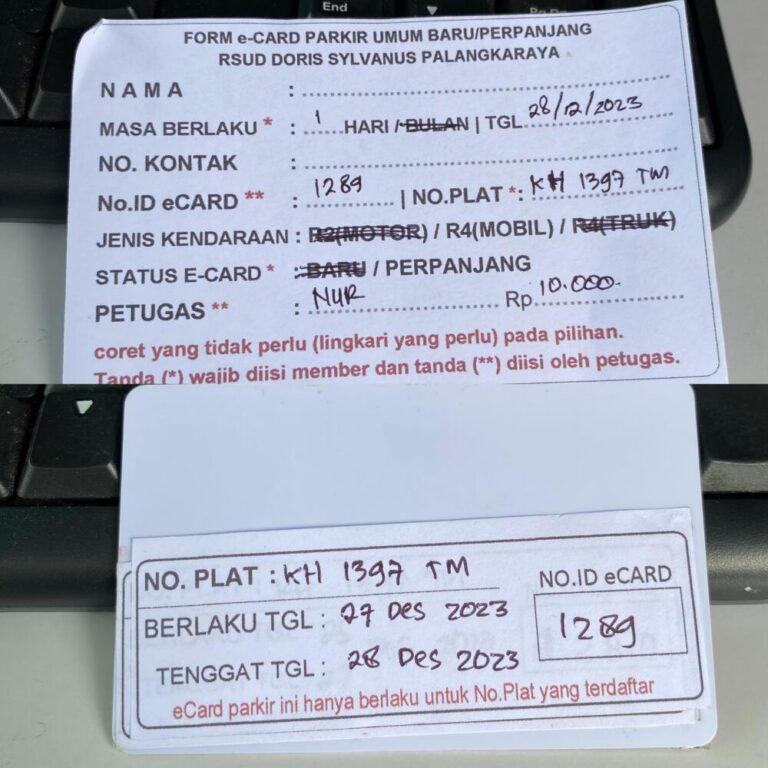 End
FORM e-CARD PARKIR UMUM BARU/PERPANJANG
RSUD DORIS SYLVANUS PALANGKARAYA
NAMA :
MASA BERLAKU * : 1 HARI / BULAN | TGL 28/12/2023
NO. KONTAK :
No.ID eCARD ** : 1289 | NO.PLAT *: KH 1397 TM
JENIS KENDARAAN : R2(MOTOR) / R4(MOBIL) / R4(TRUK)
STATUS E-CARD * : BARU / PERPANJANG
PETUGAS ** : NUR Rp 10.000.
coret yang tidak perlu (lingkari yang perlu) pada pilihan.
Tanda (*) wajib diisi member dan tanda (**) diisi oleh petugas.
NO. PLAT : KH 1397 TM
NO.ID eCARD
BERLAKU TGL : 27 Des 2023
1289
TENGGAT TGL : 28 Des 2023
eCard parkir ini hanya berlaku untuk No.Plat yang terdaftar